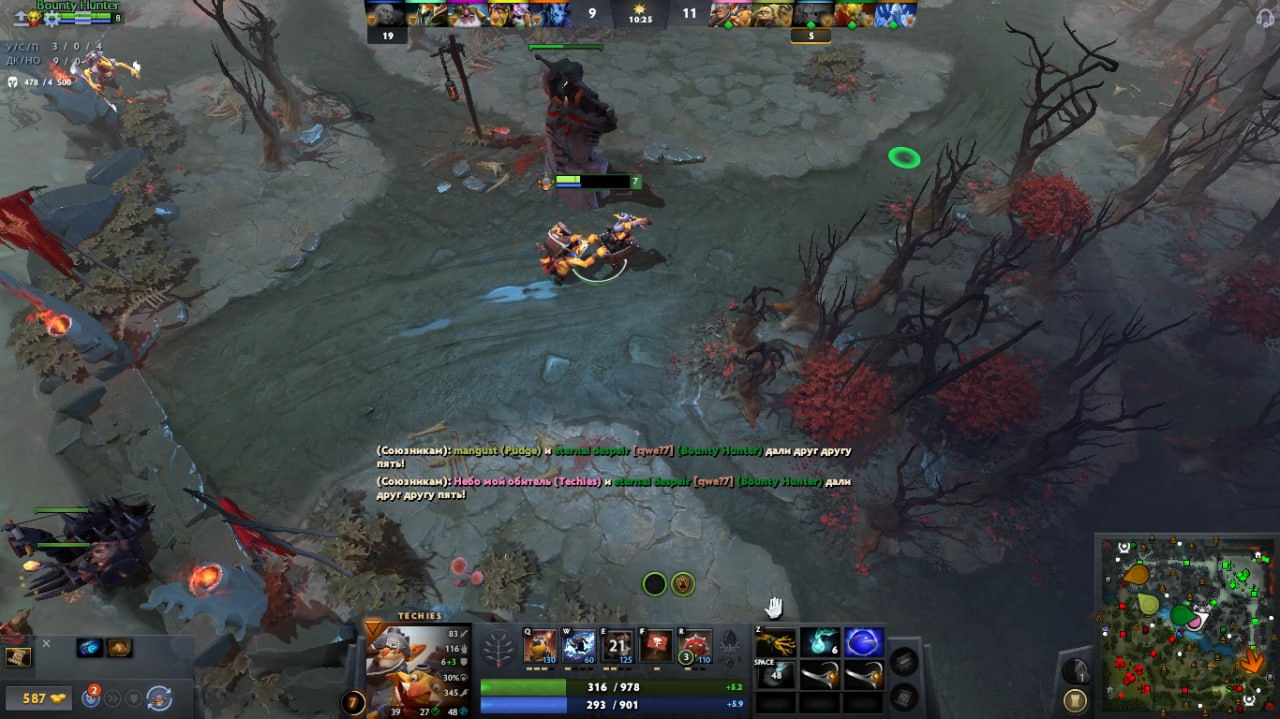 Bounty Hunter
8
9
10:25
11
19
5
У/С/П 3 / 0 / 4
ДК/НО 9 / 0
478 / 4 500
7
(Союзникам): mangust (Pudge) и eternal despair [qwe?7] (Bounty Hunter) дали друг другу
пять!
(Союзникам): Небо мой обитель (Techies) и eternal despair [qwe?7] (Bounty Hunter) дали
друг другу пять!
TECHIES
83
116
6+3
30%
345
39 27 48
7
Q 130
W 60
E 21 125
F
R 3 110
Z
6
SPACE 48
316 / 978 +5.2
293 / 901 +5.9
587
2
1